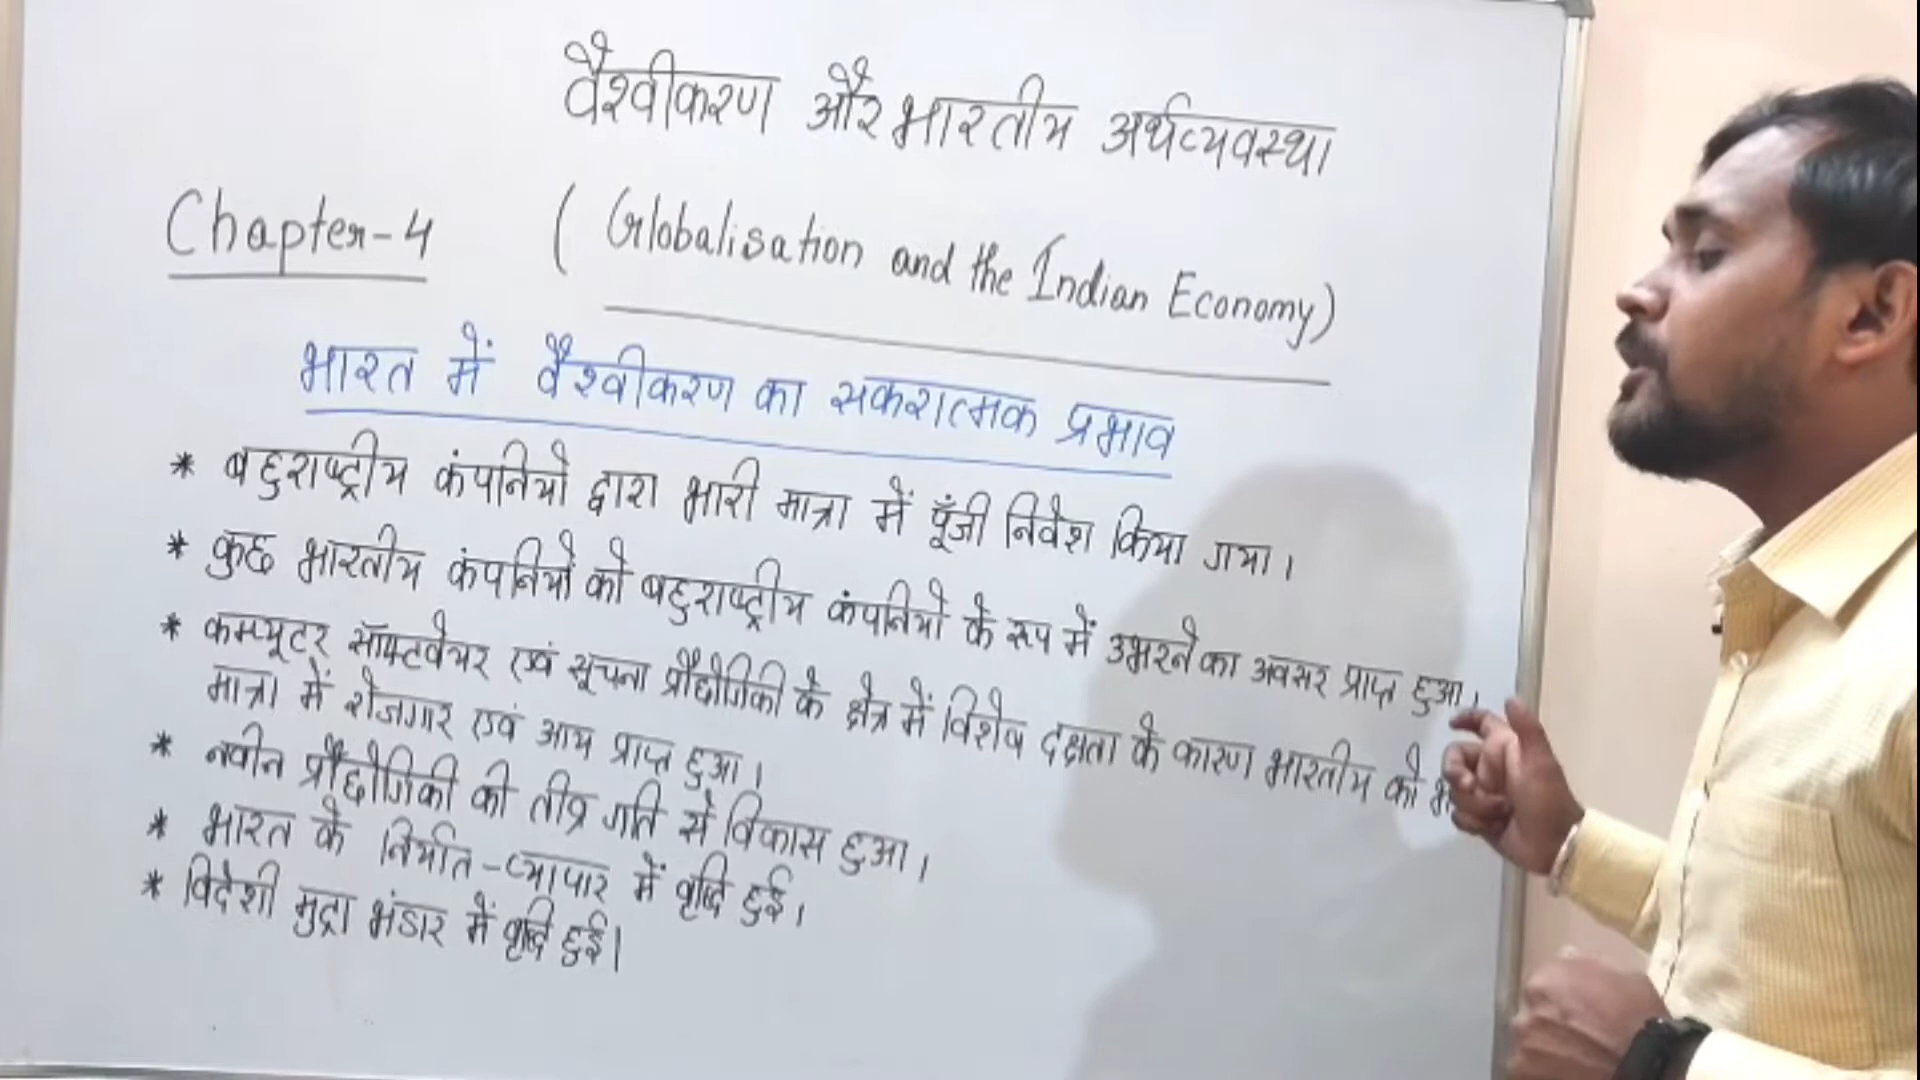 वैश्वीकरण और भारतीय अर्थव्यवस्था
Chapter-4 ( Globalisation and the Indian Economy)
भारत में वैश्वीकरण का सकरात्मक प्रभाव
* बहुराष्ट्रीय कंपनियो द्वारा भारी मात्रा में पूँजी निवेश किया गया।
* कुछ भारतीय कंपनियों को बहुराष्ट्रीय कंपनियो के रूप में उभरने का अवसर प्राप्त हुआ।
* कम्प्यूटर सॉफ्टवेयर एवं सूचना प्रौद्योगिकी के क्षेत्र में विशेष दक्षता के कारण भारतीय को
मात्रा में रोजगार एवं आय प्राप्त हुआ।
* नवीन प्रौद्योगिकी की तीव्र गति से विकास हुआ।
* भारत के निर्यात-व्यापार में वृद्धि हुई।
* विदेशी मुद्रा भंडार में वृद्धि हुई।